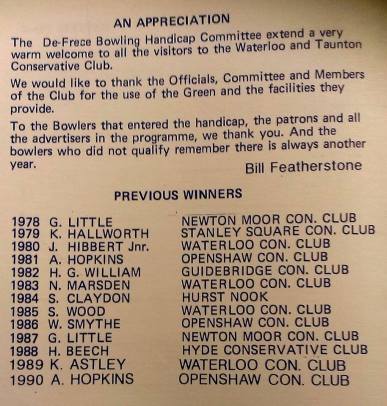 AN APPRECIATION
The De-Frece Bowling Handicap Committee extend a very
warm welcome to all the visitors to the Waterloo and Taunton
Conservative Club.
We would like to thank the Officials, Committee and Members
of the Club for the use of the Green and the facilities they
provide.
To the Bowlers that entered the handicap, the patrons and all
the advertisers in the programme, we thank you. And the
bowlers who did not qualify remember there is always another
year.
Bill Featherstone
PREVIOUS WINNERS
1978 G. LITTLE NEWTON MOOR CON. CLUB
1979 K. HALLWORTH STANLEY SQUARE CON. CLUB
1980 J. HIBBERT Jnr. WATERLOO CON. CLUB
1981 A. HOPKINS OPENSHAW CON. CLUB
1982 H. G. WILLIAM GUIDEBRIDGE CON. CLUB
1983 N. MARSDEN WATERLOO CON. CLUB
1984 S. CLAYDON HURST NOOK
1985 S. WOOD WATERLOO CON. CLUB
1986 W. SMYTHE OPENSHAW CON. CLUB
1987 G. LITTLE NEWTON MOOR CON. CLUB
1988 H. BEECH HYDE CONSERVATIVE CLUB
1989 K. ASTLEY WATERLOO CON. CLUB
1990 A. HOPKINS OPENSHAW CON. CLUB